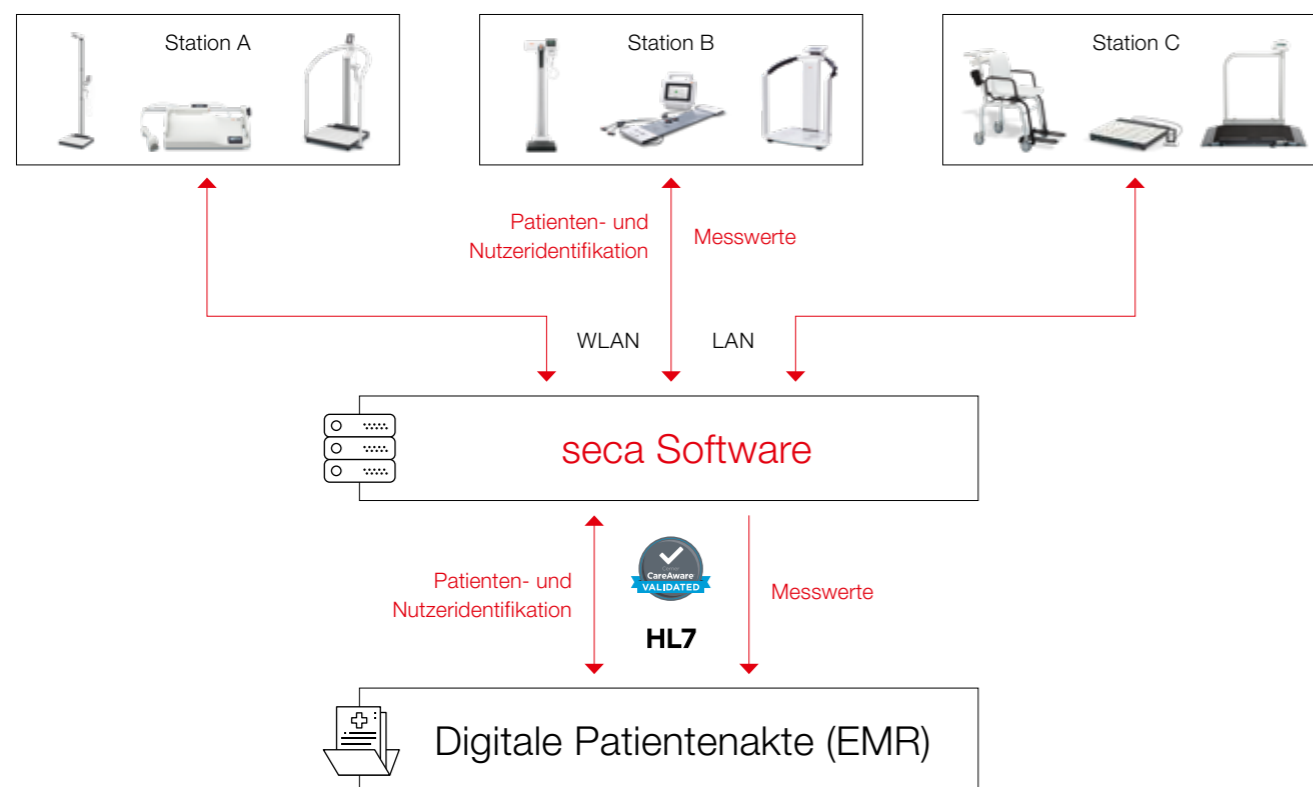 Station A
Station B
Station C
Patienten- und
Nutzeridentifikation
Messwerte
WLAN
LAN
seca Software
Patienten- und
Nutzeridentifikation
Cerner
CareAware
VALIDATED
HL7
Messwerte
Digitale Patientenakte (EMR)